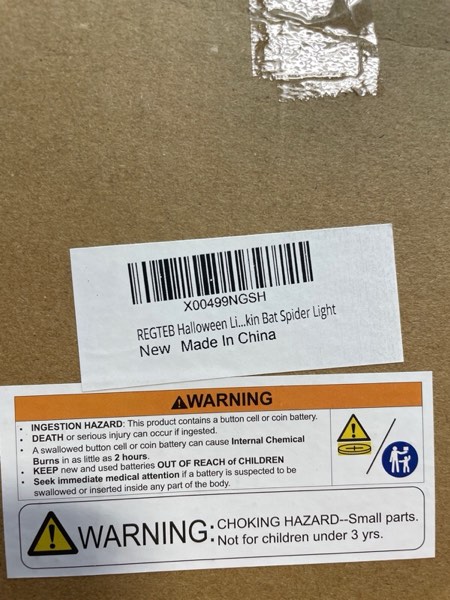 X00499NGSH
REGTEB Halloween Li...kin Bat Spider Light
New Made In China
WARNING
• INGESTION HAZARD: This product contains a button cell or coin battery.
• DEATH or serious injury can occur if ingested.
• A swallowed button cell or coin battery can cause Internal Chemical
Burns in as little as 2 hours.
• KEEP new and used batteries OUT OF REACH of CHILDREN
• Seek immediate medical attention if a battery is suspected to be
swallowed or inserted inside any part of the body.
WARNING: CHOKING HAZARD--Small parts.
Not for children under 3 yrs.